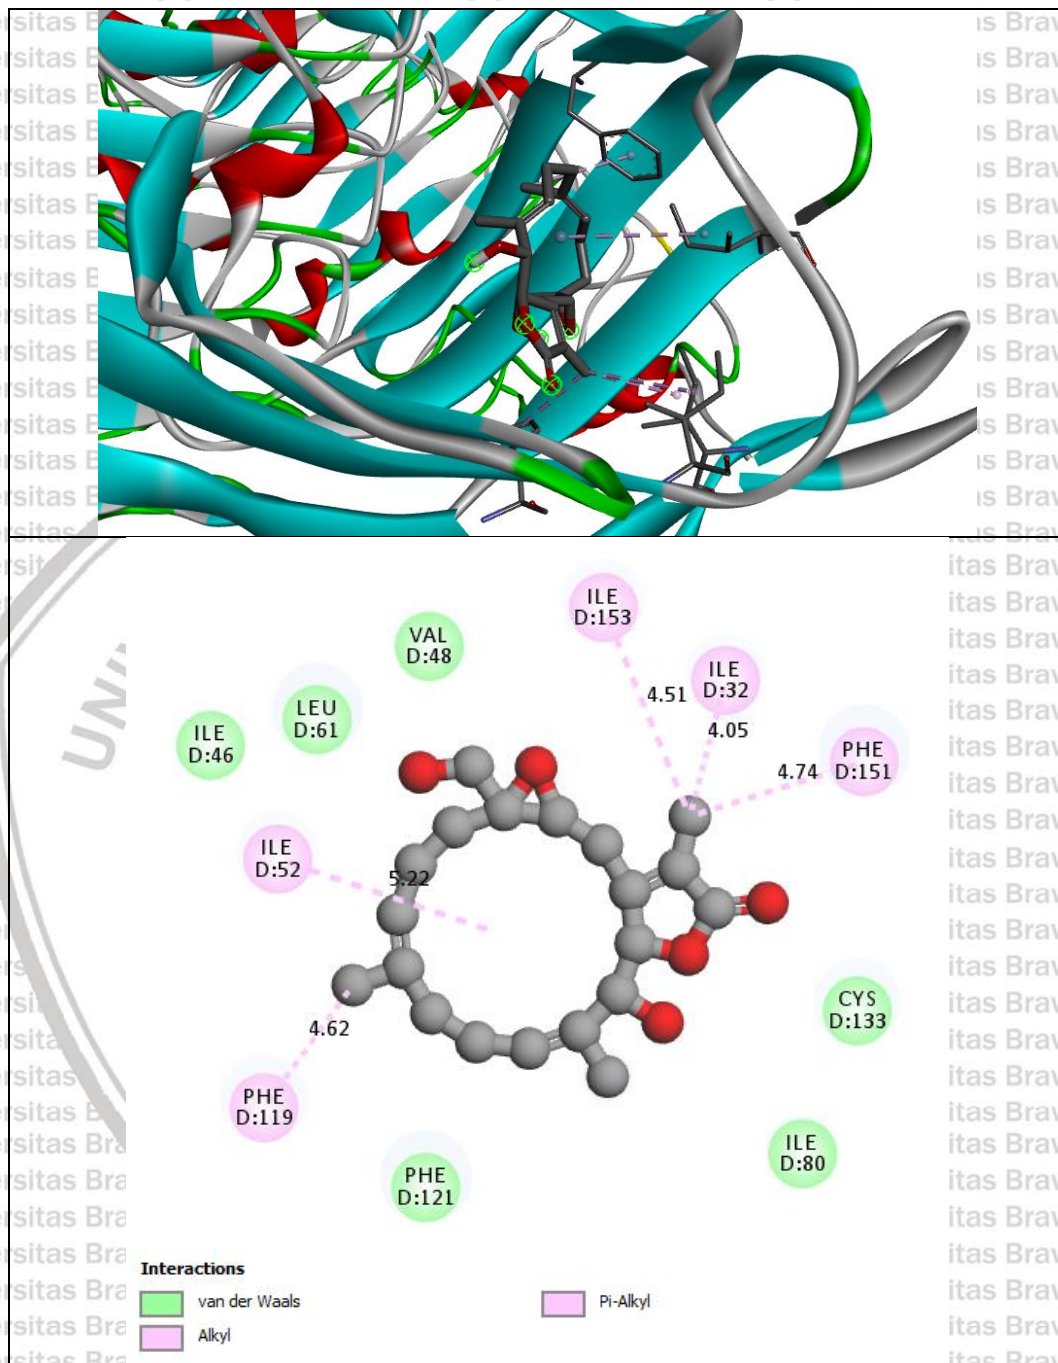 ILE
D:153
VAL
D:48
ILE
D:32
4.51
LEU
D:61
4.05
ILE
D:46
PHE
D:151
4.74
ILE
D:52
5.22
CYS
D:133
4.62
PHE
D:119
ILE
D:80
PHE
D:121
Interactions
van der Waals
Pi-Alkyl
Alkyl